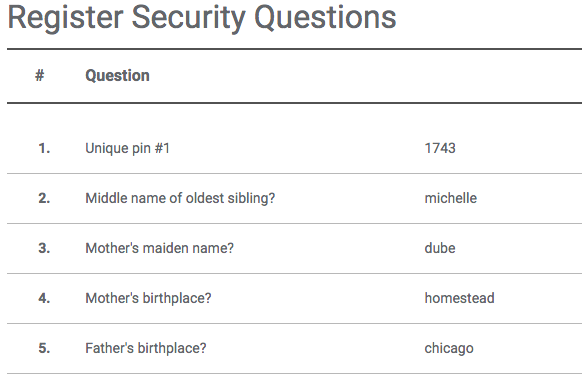 Register Security Questions
# Question
1. Unique pin #1 1743
2. Middle name of oldest sibling? michelle
3. Mother's maiden name? dube
4. Mother's birthplace? homestead
5. Father's birthplace? chicago